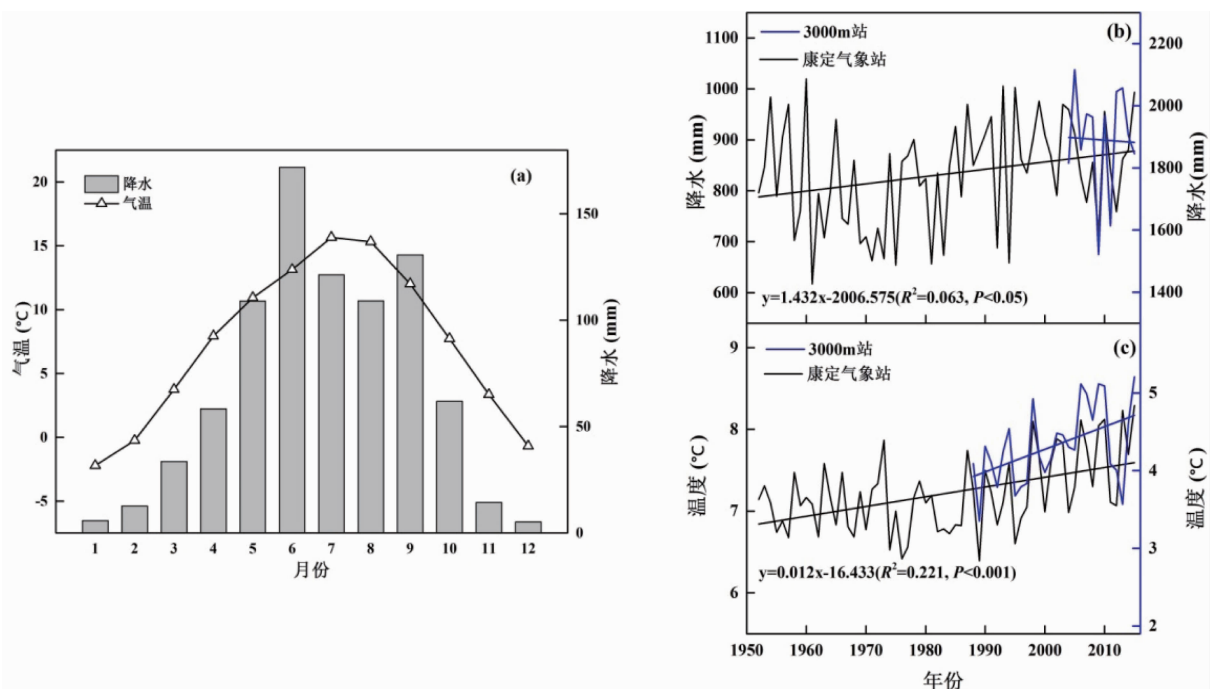 (a)
降水
气温
20
15
10
5
0
-5
气温 (℃)
150
100
50
0
降水 (mm)
1 2 3 4 5 6 7 8 9 10 11 12
月份
(b)
3000m站
康定气象站
1100
1000
900
800
700
600
降水 (mm)
2200
2000
1800
1600
1400
降水(mm)
y=1.432x-2006.575(R²=0.063, P<0.05)
(c)
3000m站
康定气象站
9
8
7
6
温度 (℃)
5
4
3
2
温度 (℃)
y=0.012x-16.433(R²=0.221, P<0.001)
1950 1960 1970 1980 1990 2000 2010
年份